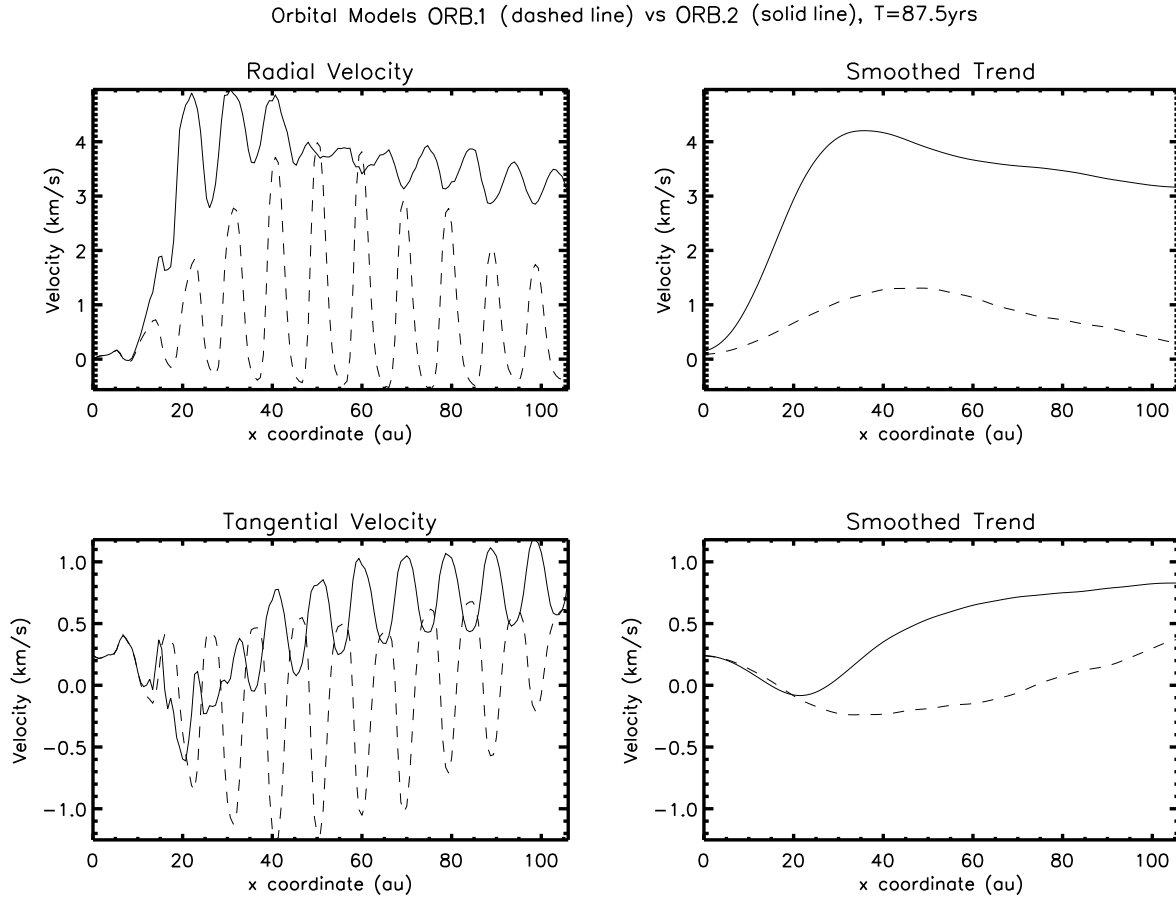 Orbital Models ORB.1 (dashed line) vs ORB.2 (solid line), T=87.5yrs
Radial Velocity
Velocity (km/s)
4
3
2
1
0
0 20 40 60 80 100
x coordinate (au)
Smoothed Trend
Velocity (km/s)
4
3
2
1
0
0 20 40 60 80 100
x coordinate (au)
Tangential Velocity
Velocity (km/s)
1.0
0.5
0.0
−0.5
−1.0
0 20 40 60 80 100
x coordinate (au)
Smoothed Trend
Velocity (km/s)
1.0
0.5
0.0
−0.5
−1.0
0 20 40 60 80 100
x coordinate (au)